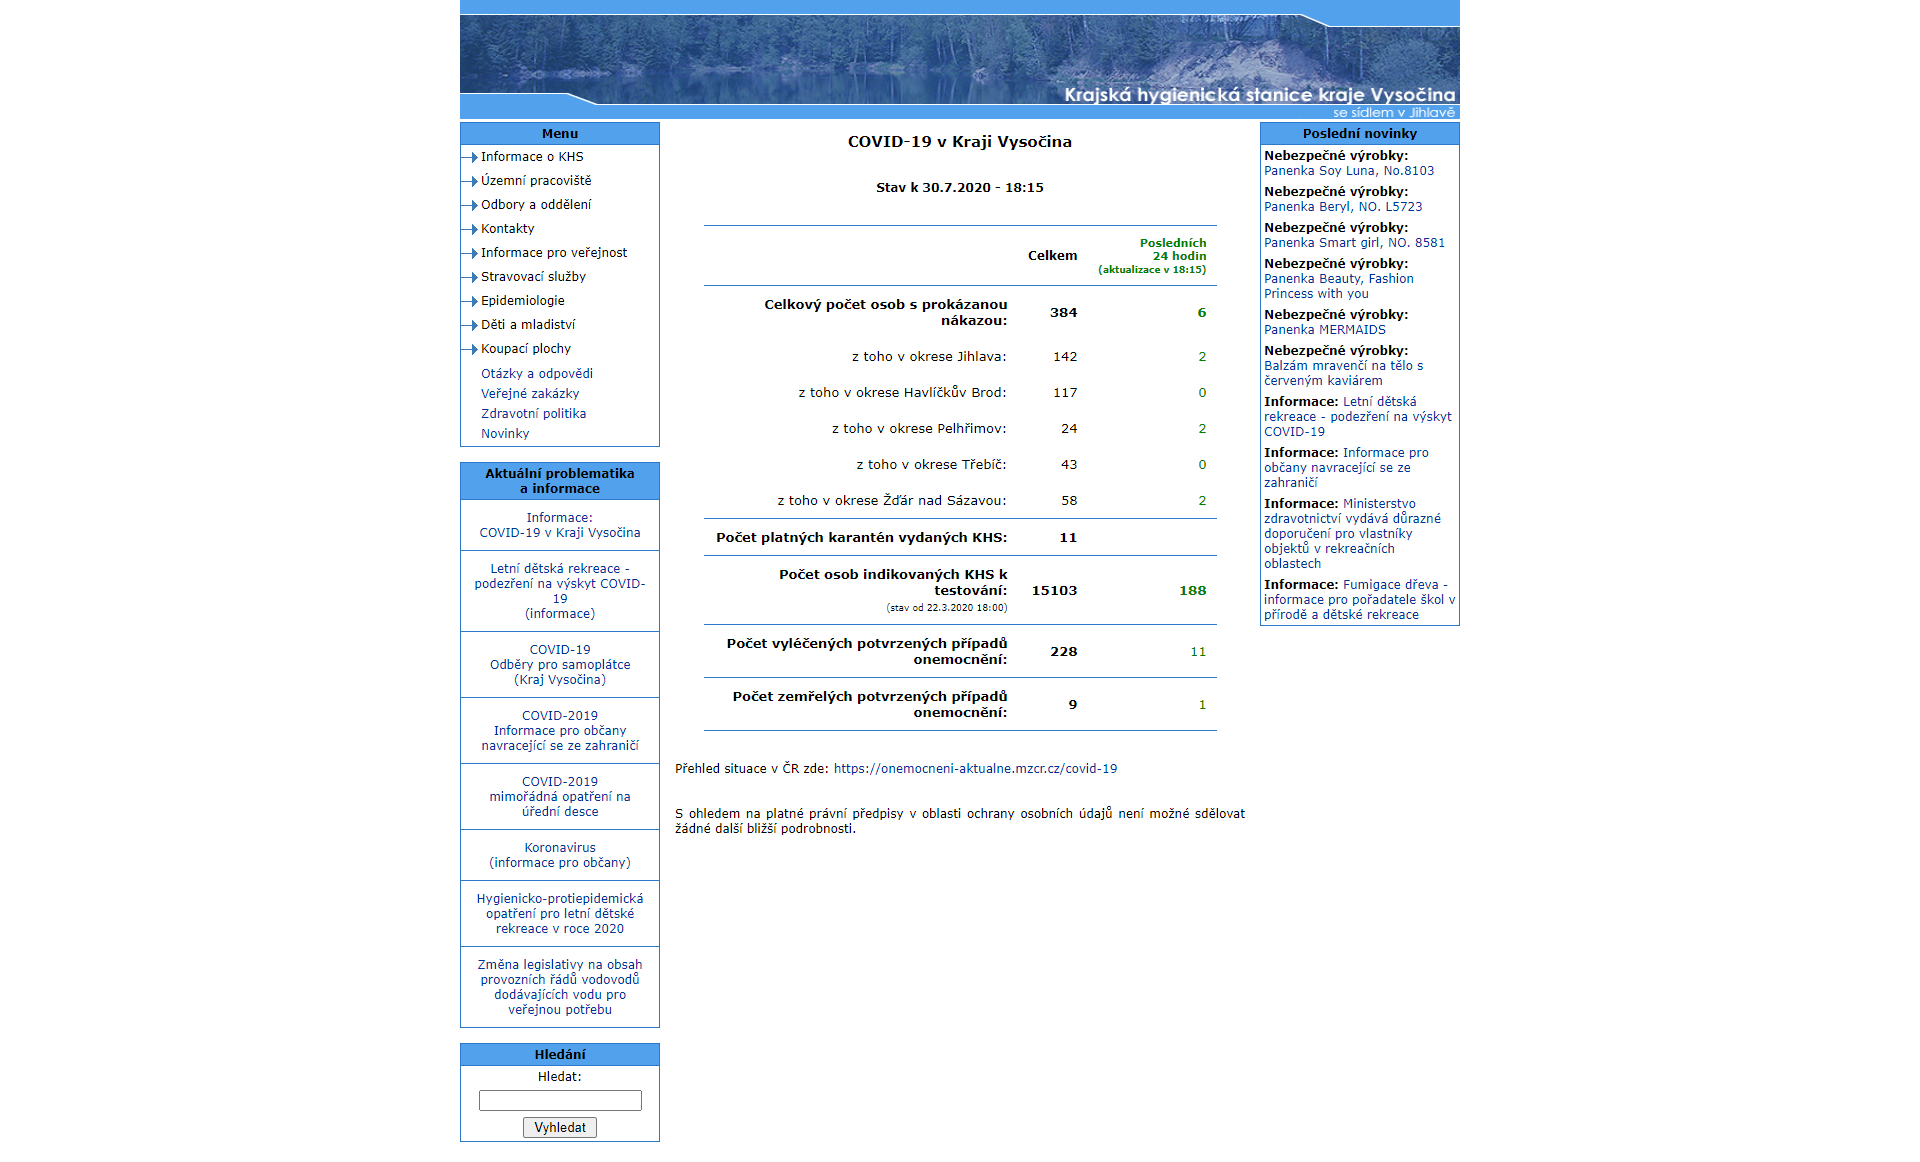 Krajská hygienická stanice kraje Vysočina
se sídlem v Jihlavě
Menu
Informace o KHS
Územní pracoviště
Odbory a oddělení
Kontakty
Informace pro veřejnost
Stravovací služby
Epidemiologie
Děti a mladiství
Koupací plochy
Otázky a odpovědi
Veřejné zakázky
Zdravotní politika
Novinky
Aktuální problematika
a informace
Informace:
COVID-19 v Kraji Vysočina
Letní dětská rekreace -
podezření na výskyt COVID-
19
(informace)
COVID-19
Odběry pro samoplátce
(Kraj Vysočina)
COVID-2019
Informace pro občany
navracející se ze zahraničí
COVID-2019
mimořádná opatření na
úřední desce
Koronavirus
(informace pro občany)
Hygienicko-protiepidemická
opatření pro letní dětské
rekreace v roce 2020
Změna legislativy na obsah
provozních řádů vodovodů
dodávajících vodu pro
veřejnou potřebu
Hledání
Hledat:
Vyhledat
COVID-19 v Kraji Vysočina
Stav k 30.7.2020 - 18:15
Celkem
Posledních
24 hodin
(aktualizace v 18:15)
Celkový počet osob s prokázanou
nákazou: 384 6
z toho v okrese Jihlava: 142 2
z toho v okrese Havlíčkův Brod: 117 0
z toho v okrese Pelhřimov: 24 2
z toho v okrese Třebíč: 43 0
z toho v okrese Žďár nad Sázavou: 58 2
Počet platných karantén vydaných KHS: 11
Počet osob indikovaných KHS k
testování: 15103 188
(stav od 22.3.2020 18:00)
Počet vyléčených potvrzených případů
onemocnění: 228 11
Počet zemřelých potvrzených případů
onemocnění: 9 1
Přehled situace v ČR zde: https://onemocneni-aktualne.mzcr.cz/covid-19
S ohledem na platné právní předpisy v oblasti ochrany osobních údajů není možné sdělovat
žádné další bližší podrobnosti.
Poslední novinky
Nebezpečné výrobky:
Panenka Soy Luna, No.8103
Nebezpečné výrobky:
Panenka Beryl, NO. L5723
Nebezpečné výrobky:
Panenka Smart girl, NO. 8581
Nebezpečné výrobky:
Panenka Beauty, Fashion
Princess with you
Nebezpečné výrobky:
Panenka MERMAIDS
Nebezpečné výrobky:
Balzám mravenčí na tělo s
červeným kaviárem
Informace: Letní dětská
rekreace - podezření na výskyt
COVID-19
Informace: Informace pro
občany navracející se ze
zahraničí
Informace: Ministerstvo
zdravotnictví vydává důrazné
doporučení pro vlastníky
objektů v rekreačních
oblastech
Informace: Fumigace dřeva -
informace pro pořadatele škol v
přírodě a dětské rekreace